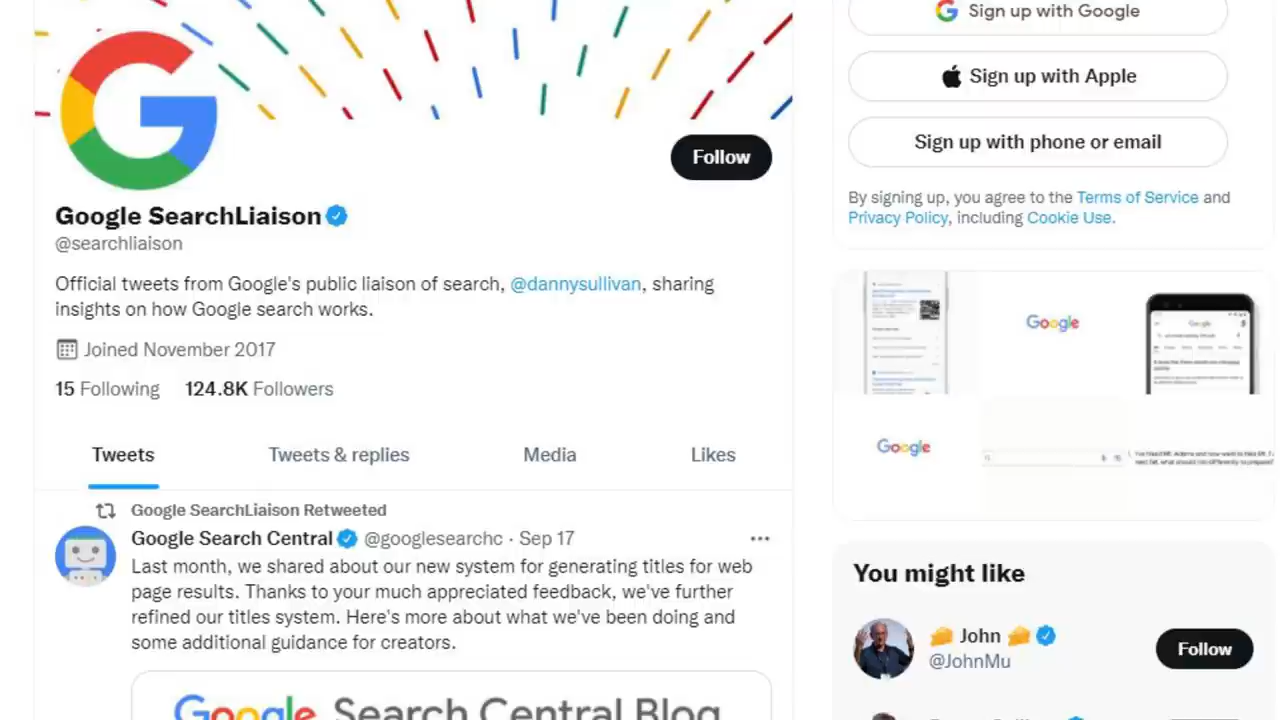 Follow
Google SearchLiaison
@searchliaison
Official tweets from Google's public liaison of search, @dannysullivan, sharing
insights on how Google search works.
Joined November 2017
15 Following 124.8K Followers
Tweets Tweets & replies Media Likes
Google SearchLiaison Retweeted
Google Search Central @googlesearchc · Sep 17
Last month, we shared about our new system for generating titles for web
page results. Thanks to your much appreciated feedback, we've further
refined our titles system. Here's more about what we've been doing and
some additional guidance for creators.
Google Search Central Blog
Sign up with Google
Sign up with Apple
Sign up with phone or email
By signing up, you agree to the Terms of Service and
Privacy Policy, including Cookie Use.
Google
Google
Google
You might like
John
@JohnMu
Follow